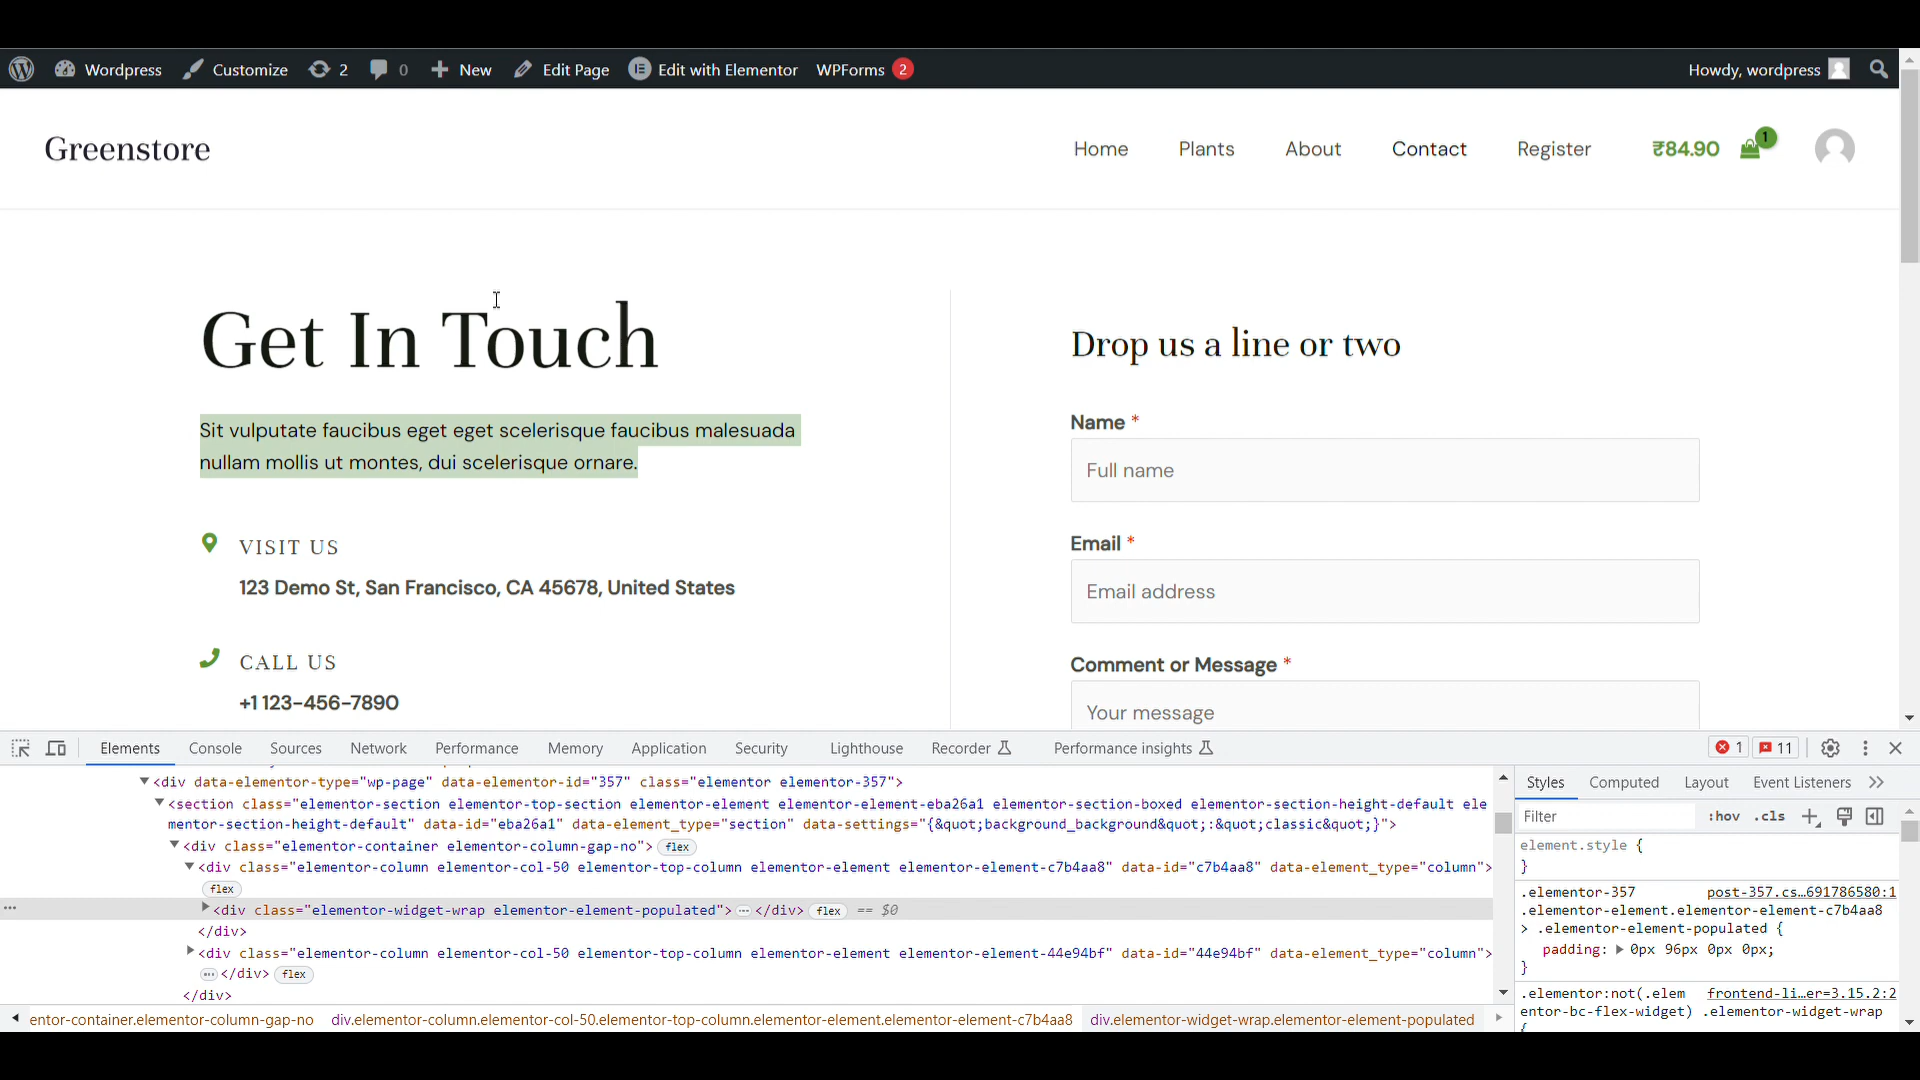 Wordpress Customize 2 0 New Edit Page Edit with Elementor WPForms 2 Howdy, wordpress
Greenstore Home Plants About Contact Register ₹84.90 1
Get In Touch
Sit vulputate faucibus eget eget scelerisque faucibus malesuada
nullam mollis ut montes, dui scelerisque ornare.
VISIT US
123 Demo St, San Francisco, CA 45678, United States
CALL US
+1 123-456-7890
Drop us a line or two
Name *
Full name
Email *
Email address
Comment or Message *
Your message
Elements Console Sources Network Performance Memory Application Security Lighthouse Recorder Performance insights 1 11
<div data-elementor-type="wp-page" data-elementor-id="357" class="elementor elementor-357">
<section class="elementor-section elementor-top-section elementor-element elementor-element-eba26a1 elementor-section-boxed elementor-section-height-default ele
mentor-section-height-default" data-id="eba26a1" data-element_type="section" data-settings="{&quot;background_background&quot;:&quot;classic&quot;}">
<div class="elementor-container elementor-column-gap-no"> flex
<div class="elementor-column elementor-col-50 elementor-top-column elementor-element elementor-element-c7b4aa8" data-id="c7b4aa8" data-element_type="column">
flex
<div class="elementor-widget-wrap elementor-element-populated"> … </div> flex == $0
</div>
<div class="elementor-column elementor-col-50 elementor-top-column elementor-element elementor-element-44e94bf" data-id="44e94bf" data-element_type="column">
… </div> flex
</div>
entor-container.elementor-column-gap-no div.elementor-column.elementor-col-50.elementor-top-column.elementor-element.elementor-element-c7b4aa8 div.elementor-widget-wrap.elementor-element-populated
Styles Computed Layout Event Listeners
Filter :hov .cls
element.style {
}
.elementor-357 post-357.cs…691786580:1
.elementor-element.elementor-element-c7b4aa8
> .elementor-element-populated {
padding: 0px 96px 0px 0px;
}
.elementor:not(.elem frontend-li…er=3.15.2:2
entor-bc-flex-widget) .elementor-widget-wrap
{